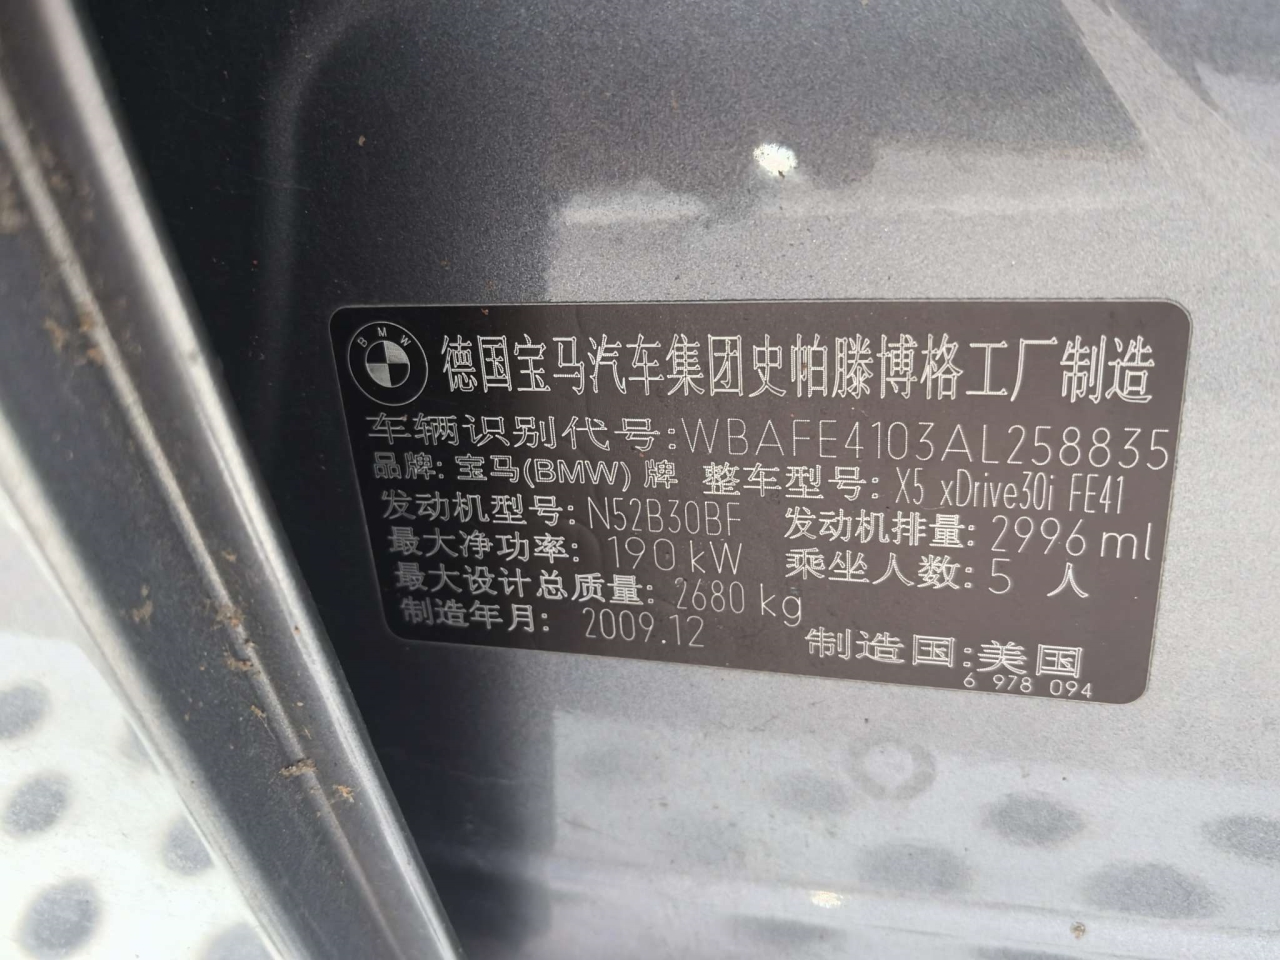 BMW
德国宝马汽车集团史帕滕博格工厂制造
车辆识别代号:WBAFE4103AL258835
品牌: 宝马(BMW) 牌 整车型号: X5 xDrive30i FE41
发动机型号: N52B30BF 发动机排量: 2996 ml
最大净功率: 190 kW 乘坐人数: 5 人
最大设计总质量: 2680 kg
制造年月: 2009.12 制造国:美国
6 978 094